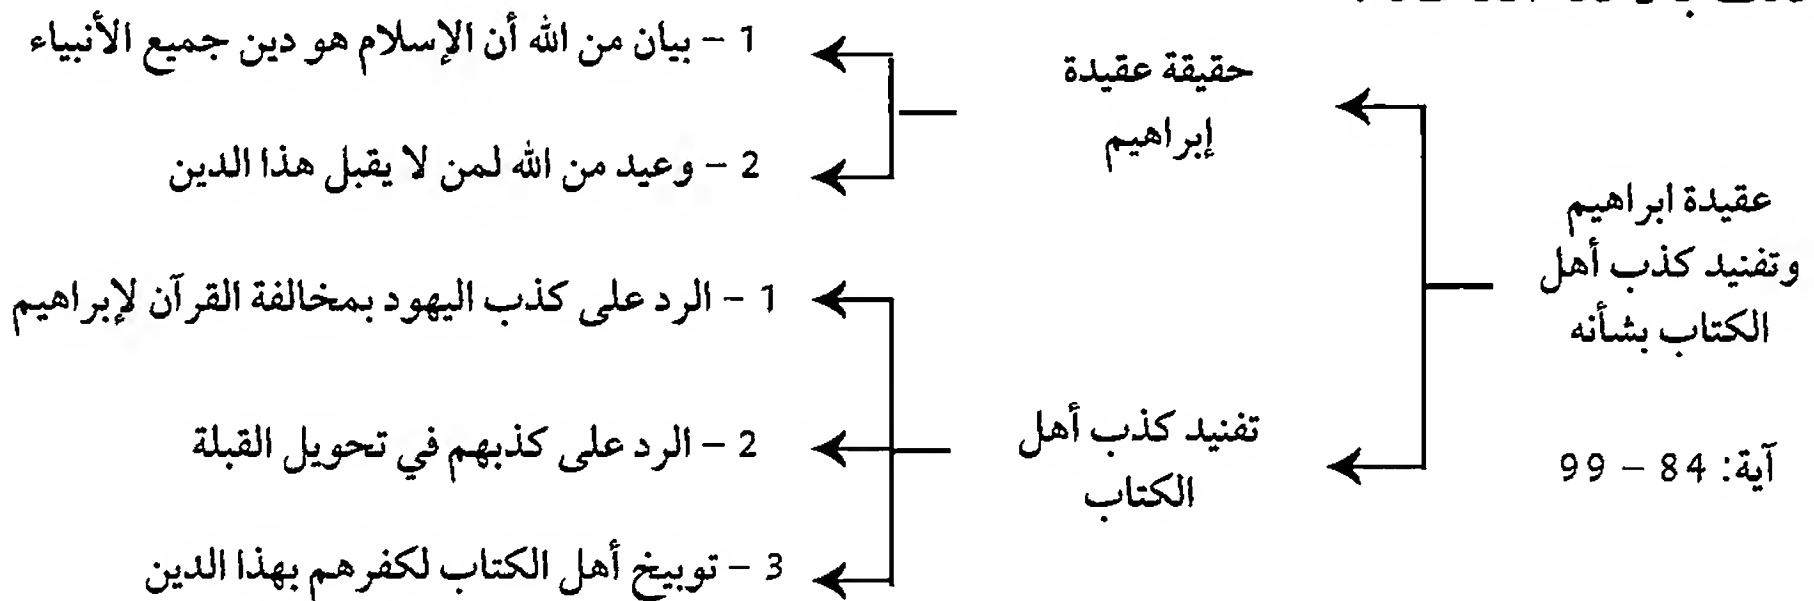 عقيدة ابراهيم
وتفنيد كذب أهل
الكتاب بشأنه
آية: 84 – 99
حقيقة عقيدة
إبراهيم
1 – بيان من الله أن الإسلام هو دين جميع الأنبياء
2 – وعيد من الله لمن لا يقبل هذا الدين
تفنيد كذب أهل
الكتاب
1 – الرد على كذب اليهود بمخالفة القرآن لإبراهيم
2 – الرد على كذبهم في تحويل القبلة
3 – توبيخ أهل الكتاب لكفرهم بهذا الدين